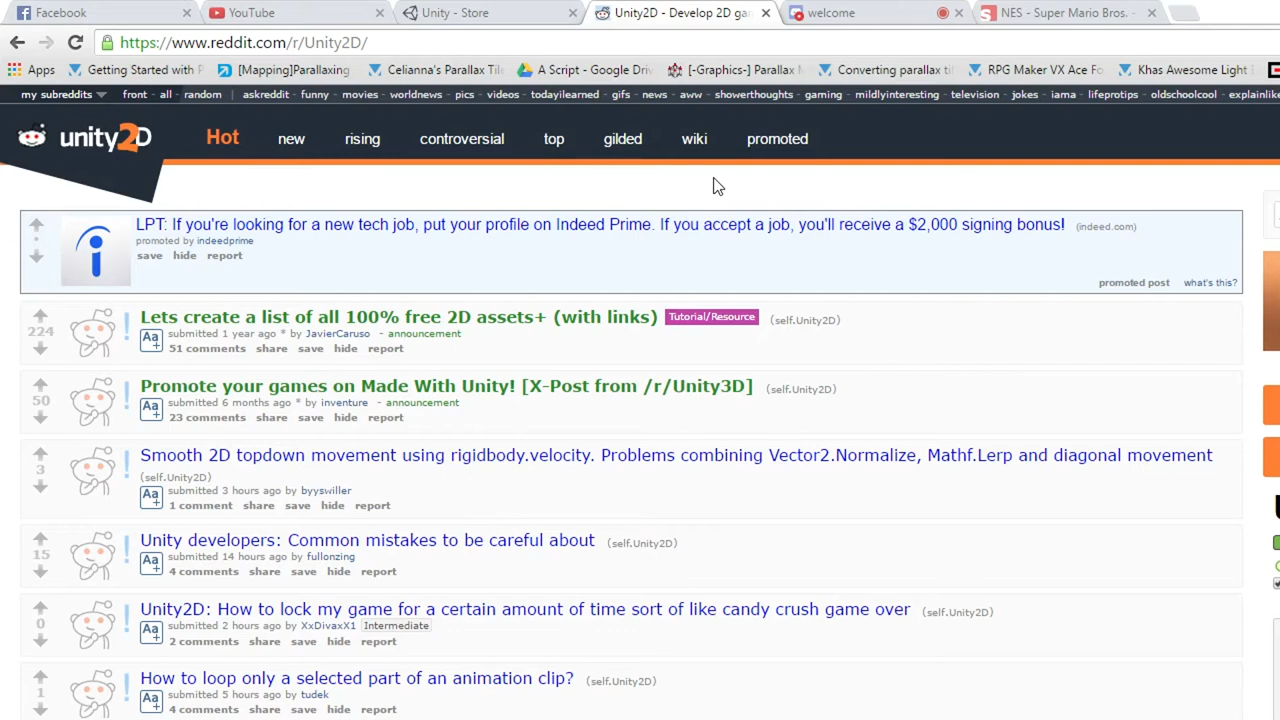 Facebook
YouTube
Unity - Store
Unity2D - Develop 2D gan
welcome
NES - Super Mario Bros. -
https://www.reddit.com/r/Unity2D/
Apps
Getting Started with P
[Mapping]Parallaxing
Celianna's Parallax Tile
A Script - Google Driv
[-Graphics-] Parallax M
Converting parallax til
RPG Maker VX Ace Fo
Khas Awesome Light E
my subreddits front - all - random | askreddit - funny - movies - worldnews - pics - videos - todayilearned - gifs - news - aww - showerthoughts - gaming - mildlyinteresting - television - jokes - iama - lifeprotips - oldschoolcool - explainlike
unity2D Hot new rising controversial top gilded wiki promoted
LPT: If you're looking for a new tech job, put your profile on Indeed Prime. If you accept a job, you'll receive a $2,000 signing bonus! (indeed.com)
promoted by indeedprime
save hide report
promoted post what's this?
Lets create a list of all 100% free 2D assets+ (with links) Tutorial/Resource (self.Unity2D)
224
Aa+
submitted 1 year ago * by JavierCaruso - announcement
51 comments share save hide report
Promote your games on Made With Unity! [X-Post from /r/Unity3D] (self.Unity2D)
50
Aa+
submitted 6 months ago * by inventure - announcement
23 comments share save hide report
Smooth 2D topdown movement using rigidbody.velocity. Problems combining Vector2.Normalize, Mathf.Lerp and diagonal movement
3
(self.Unity2D)
Aa+
submitted 3 hours ago by byyswiller
1 comment share save hide report
Unity developers: Common mistakes to be careful about (self.Unity2D)
15
Aa+
submitted 14 hours ago by fullonzing
4 comments share save hide report
Unity2D: How to lock my game for a certain amount of time sort of like candy crush game over (self.Unity2D)
0
Aa+
submitted 2 hours ago by XxDivaxX1 Intermediate
2 comments share save hide report
How to loop only a selected part of an animation clip? (self.Unity2D)
1
Aa+
submitted 5 hours ago by tudek
4 comments share save hide report